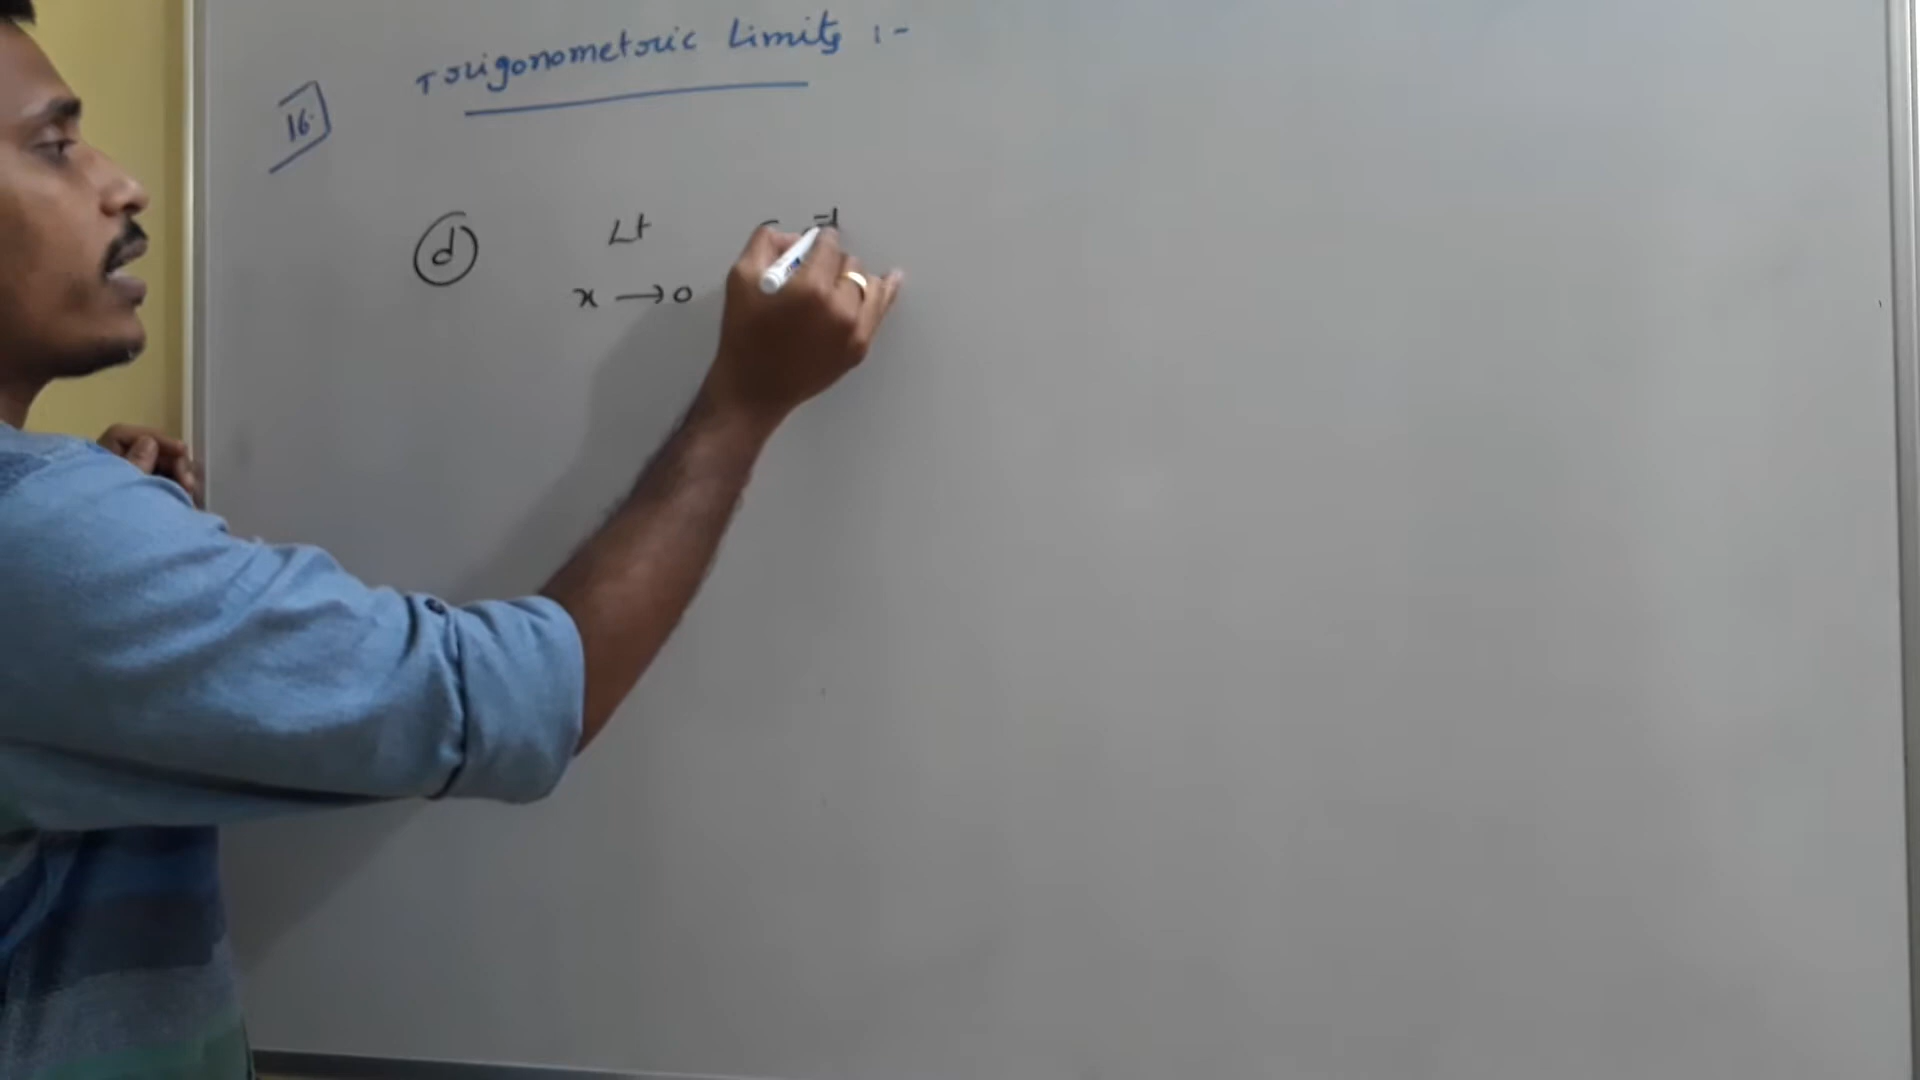 Trigonometric Limits :-
16.
d Lt
x → 0